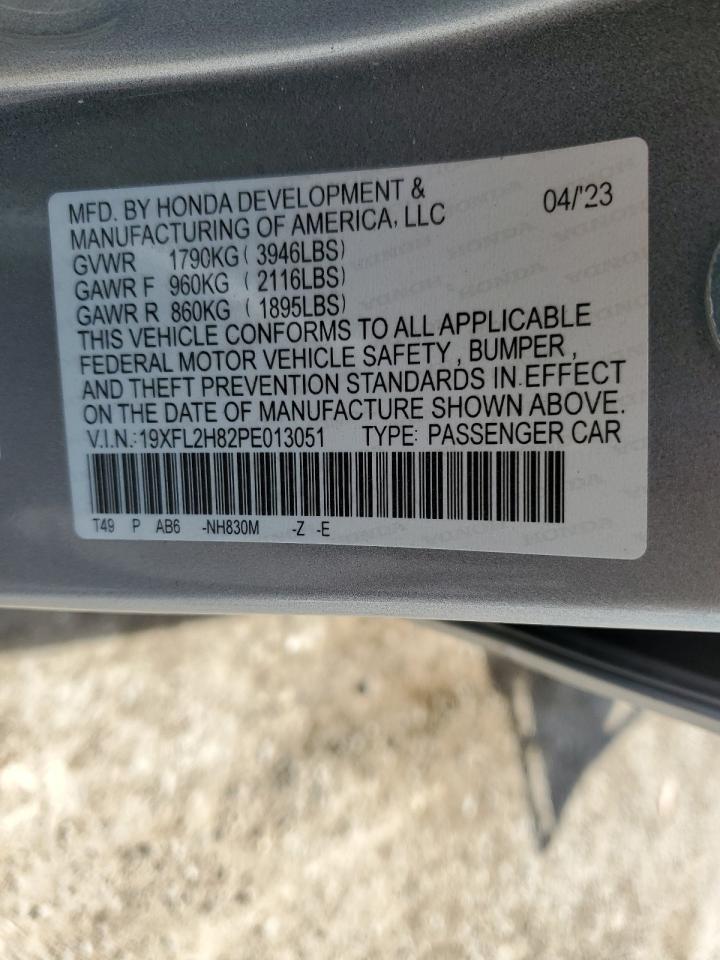 MFD. BY HONDA DEVELOPMENT & 04/'23
MANUFACTURING OF AMERICA, LLC
GVWR 1790KG ( 3946LBS)
GAWR F 960KG ( 2116LBS)
GAWR R 860KG ( 1895LBS)
THIS VEHICLE CONFORMS TO ALL APPLICABLE
FEDERAL MOTOR VEHICLE SAFETY , BUMPER ,
AND THEFT PREVENTION STANDARDS IN EFFECT
ON THE DATE OF MANUFACTURE SHOWN ABOVE.
V.I.N.: 19XFL2H82PE013051 TYPE: PASSENGER CAR
T49 P AB6 -NH830M -Z -E